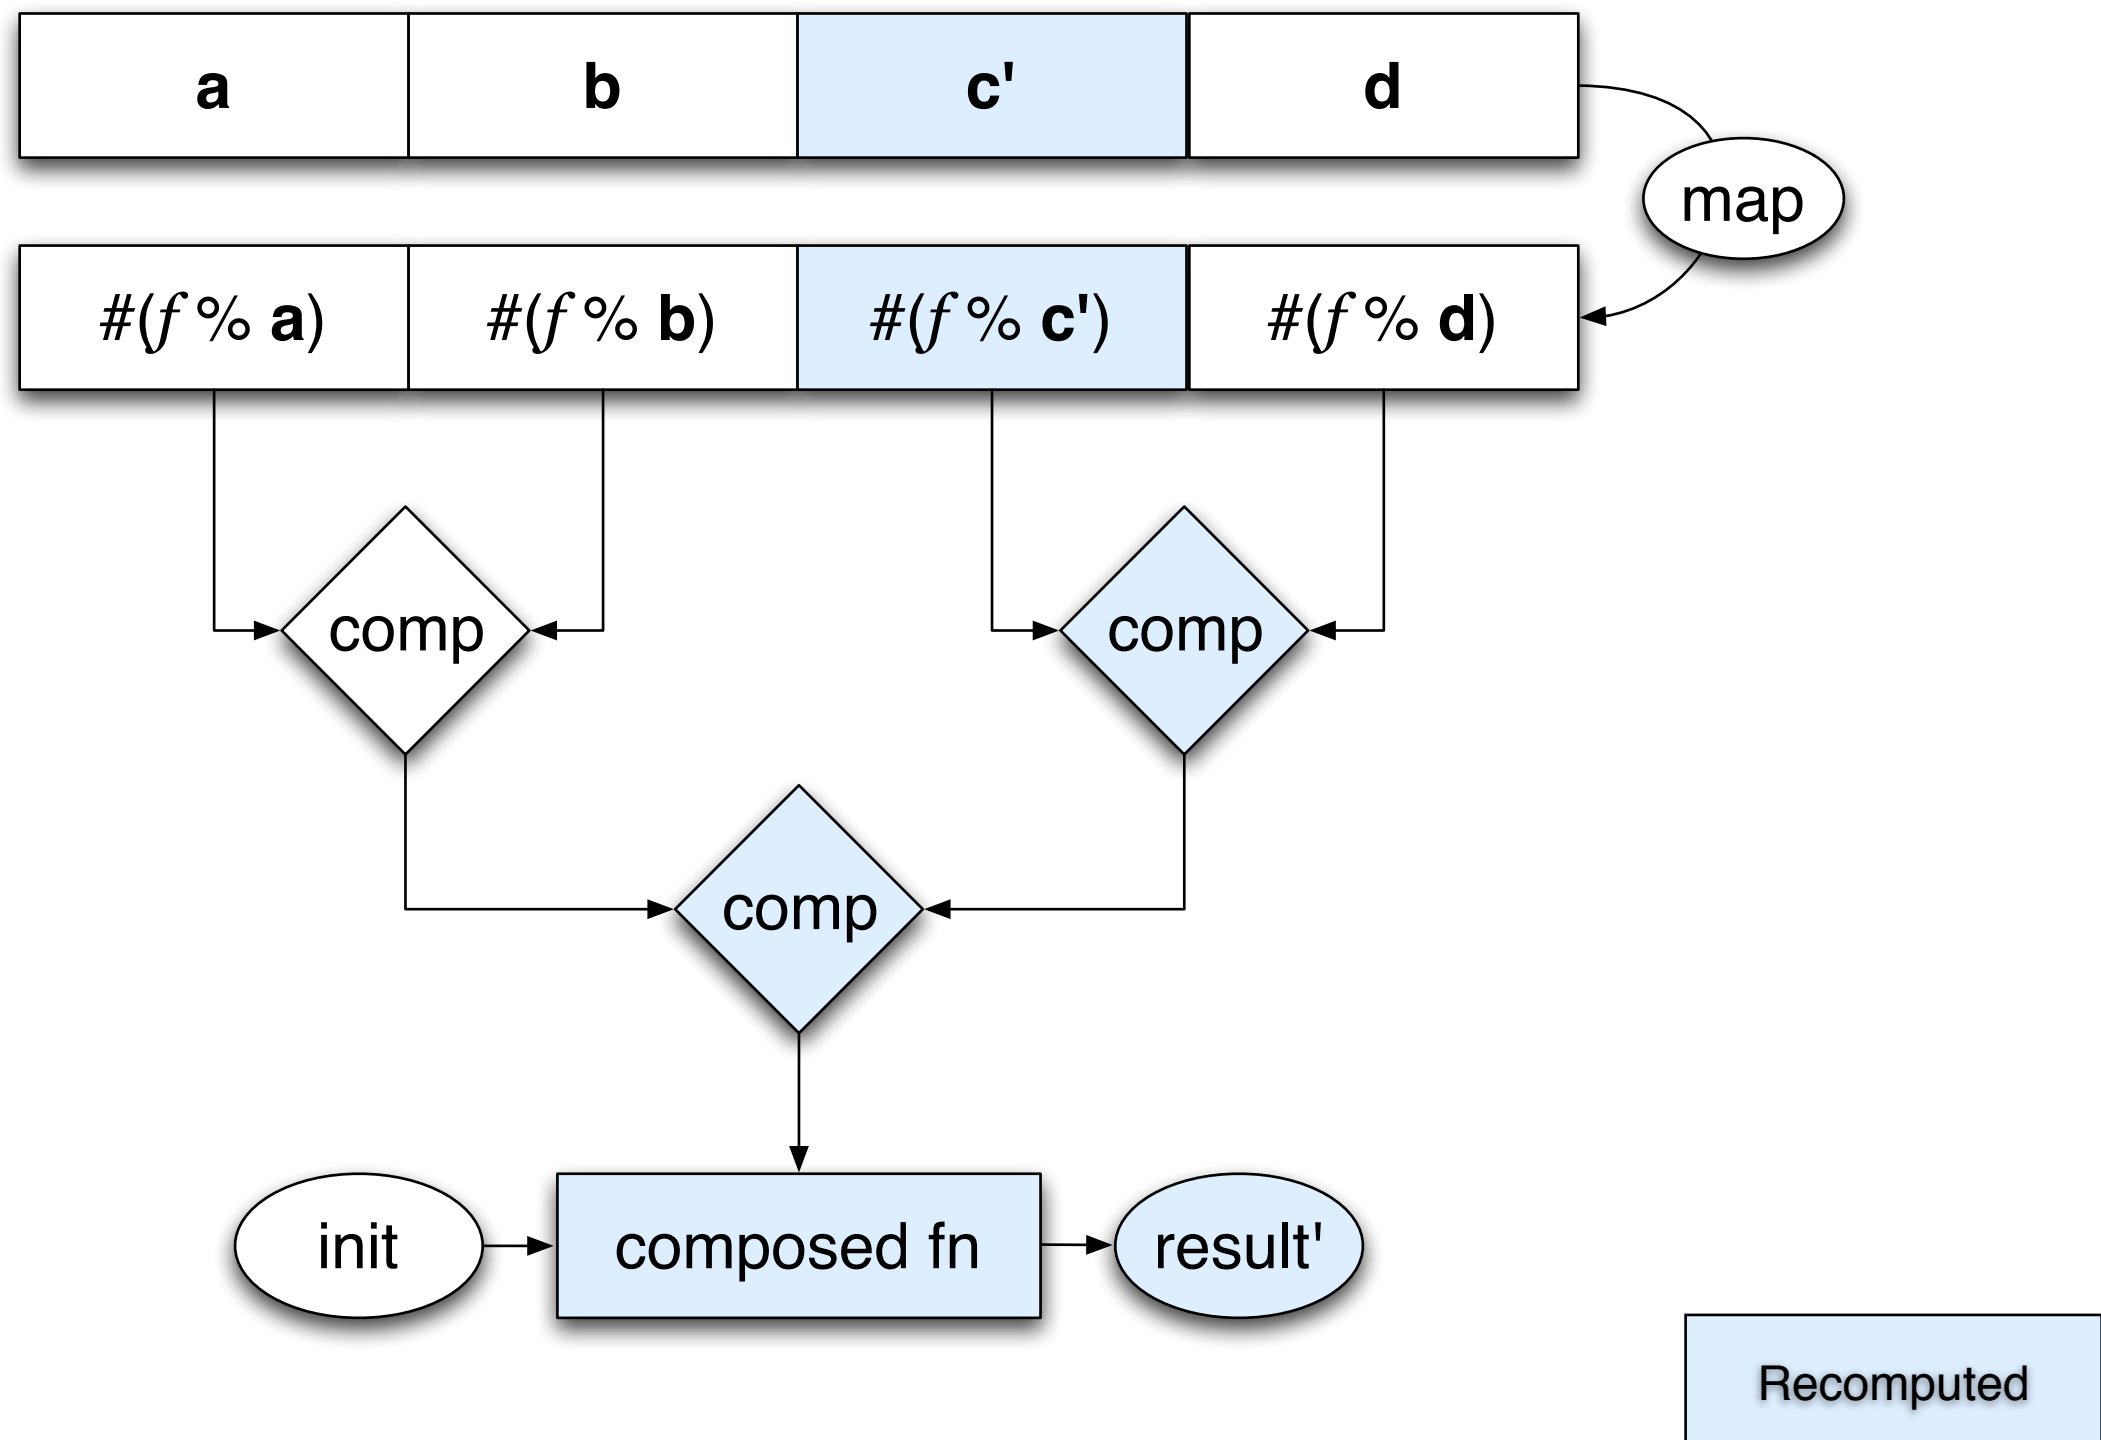 a b c' d
map
#(f % a) #(f % b) #(f % c') #(f % d)
comp comp
comp
init composed fn result'
Recomputed